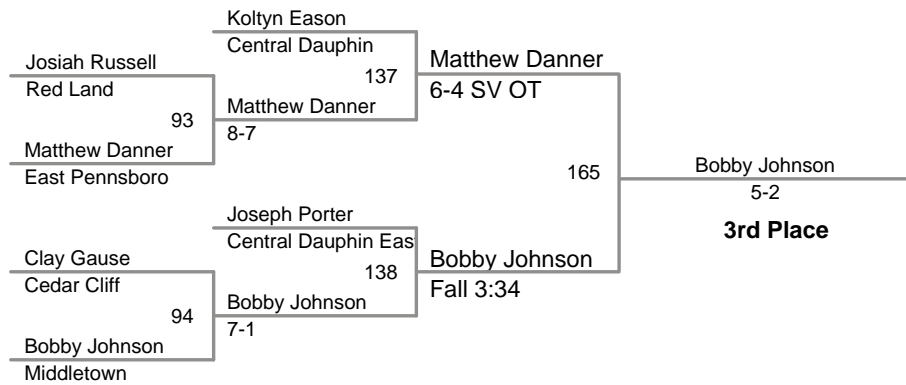 Koltyn Eason
Central Dauphin
Josiah Russell
Red Land
137
Matthew Danner
6-4 SV OT
93
Matthew Danner
8-7
Matthew Danner
East Pennsboro
165
Bobby Johnson
5-2
3rd Place
Joseph Porter
Central Dauphin Eas
Clay Gause
Cedar Cliff
138
Bobby Johnson
Fall 3:34
94
Bobby Johnson
7-1
Bobby Johnson
Middletown